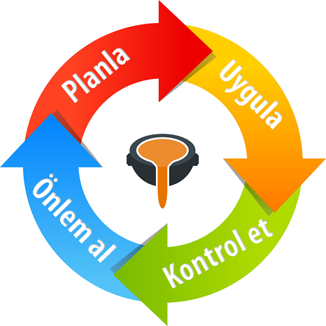 Planla
Uygula
Kontrol et
Önlem al